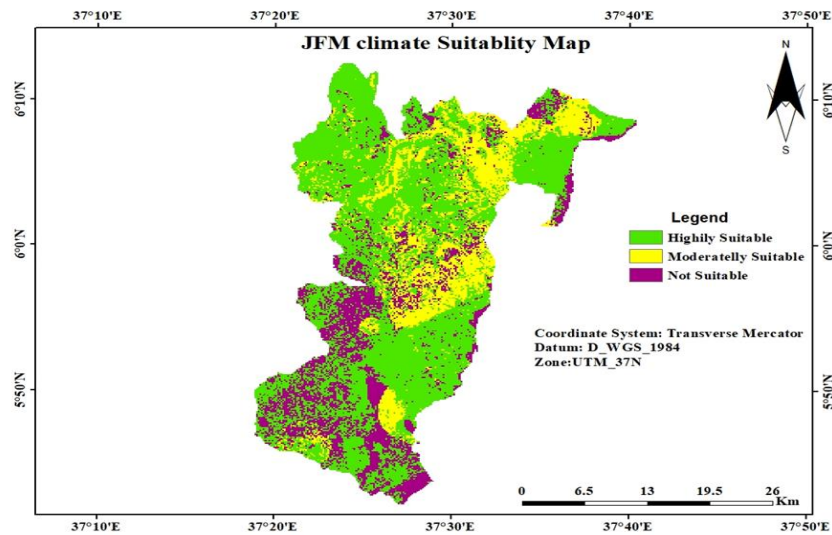 37°10'E 37°20'E 37°30'E 37°40'E 37°50'E
JFM climate Suitablity Map
N
S
6°10'N 6°10'N
6°0'N 6°0'N
5°50'N 5°50'N
Legend
Highily Suitable
Moderatelly Suitable
Not Suitable
Coordinate System: Transverse Mercator
Datum: D_WGS_1984
Zone:UTM_37N
0 6.5 13 19.5 26
Km
37°10'E 37°20'E 37°30'E 37°40'E 37°50'E